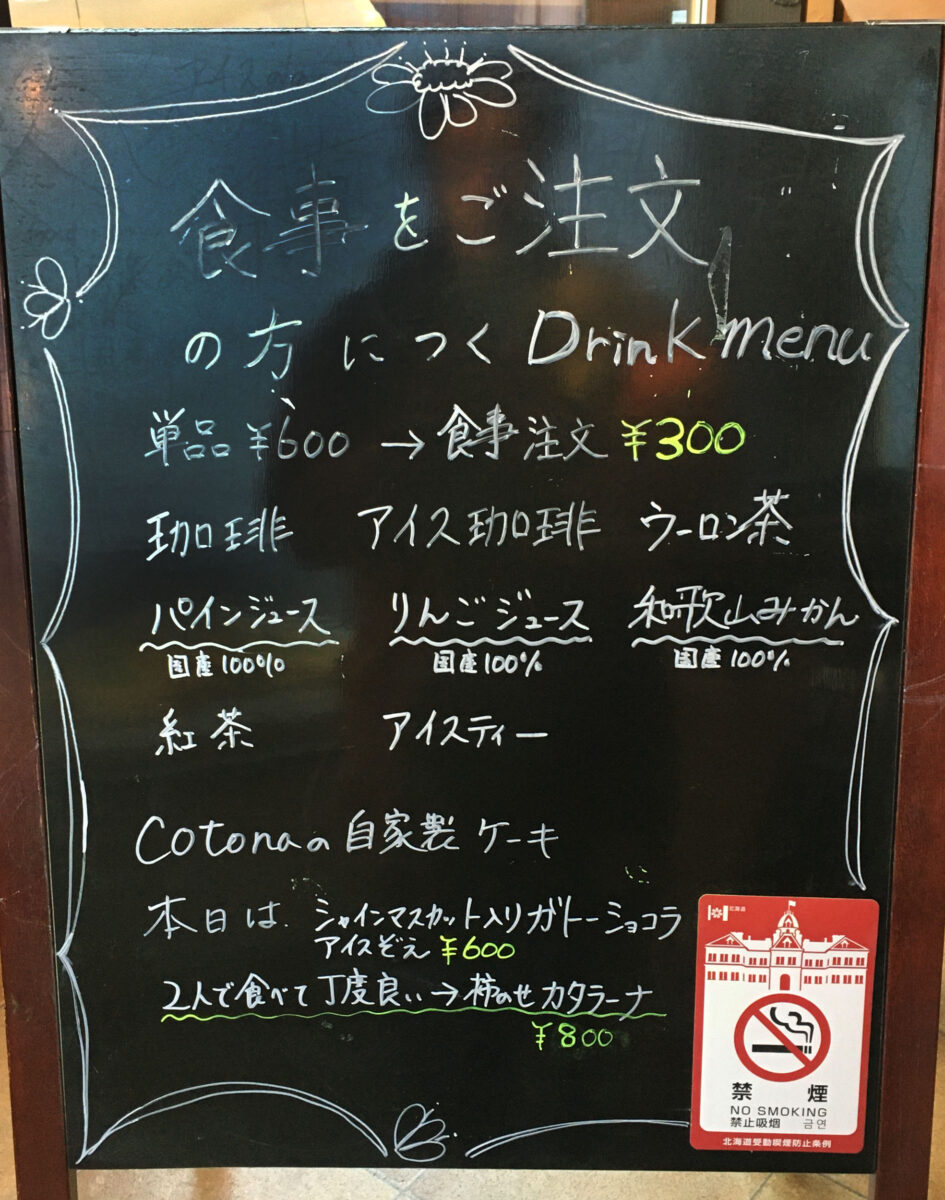 食事をご注文
の方につく Drink menu
単品 ¥600 → 食事注文 ¥300
珈琲 アイス珈琲 ウーロン茶
パインジュース りんごジュース 和歌山みかん
国産100% 国産100% 国産100%
紅茶 アイスティー
Cotonaの自家製ケーキ
本日は、シャインマスカット入りガトーショコラ
アイスぞえ ¥600
2人で食べて丁度良い→柿のせカタラーナ
¥800
北海道
禁煙
NO SMOKING
禁止吸烟 금연
北海道受動喫煙防止条例